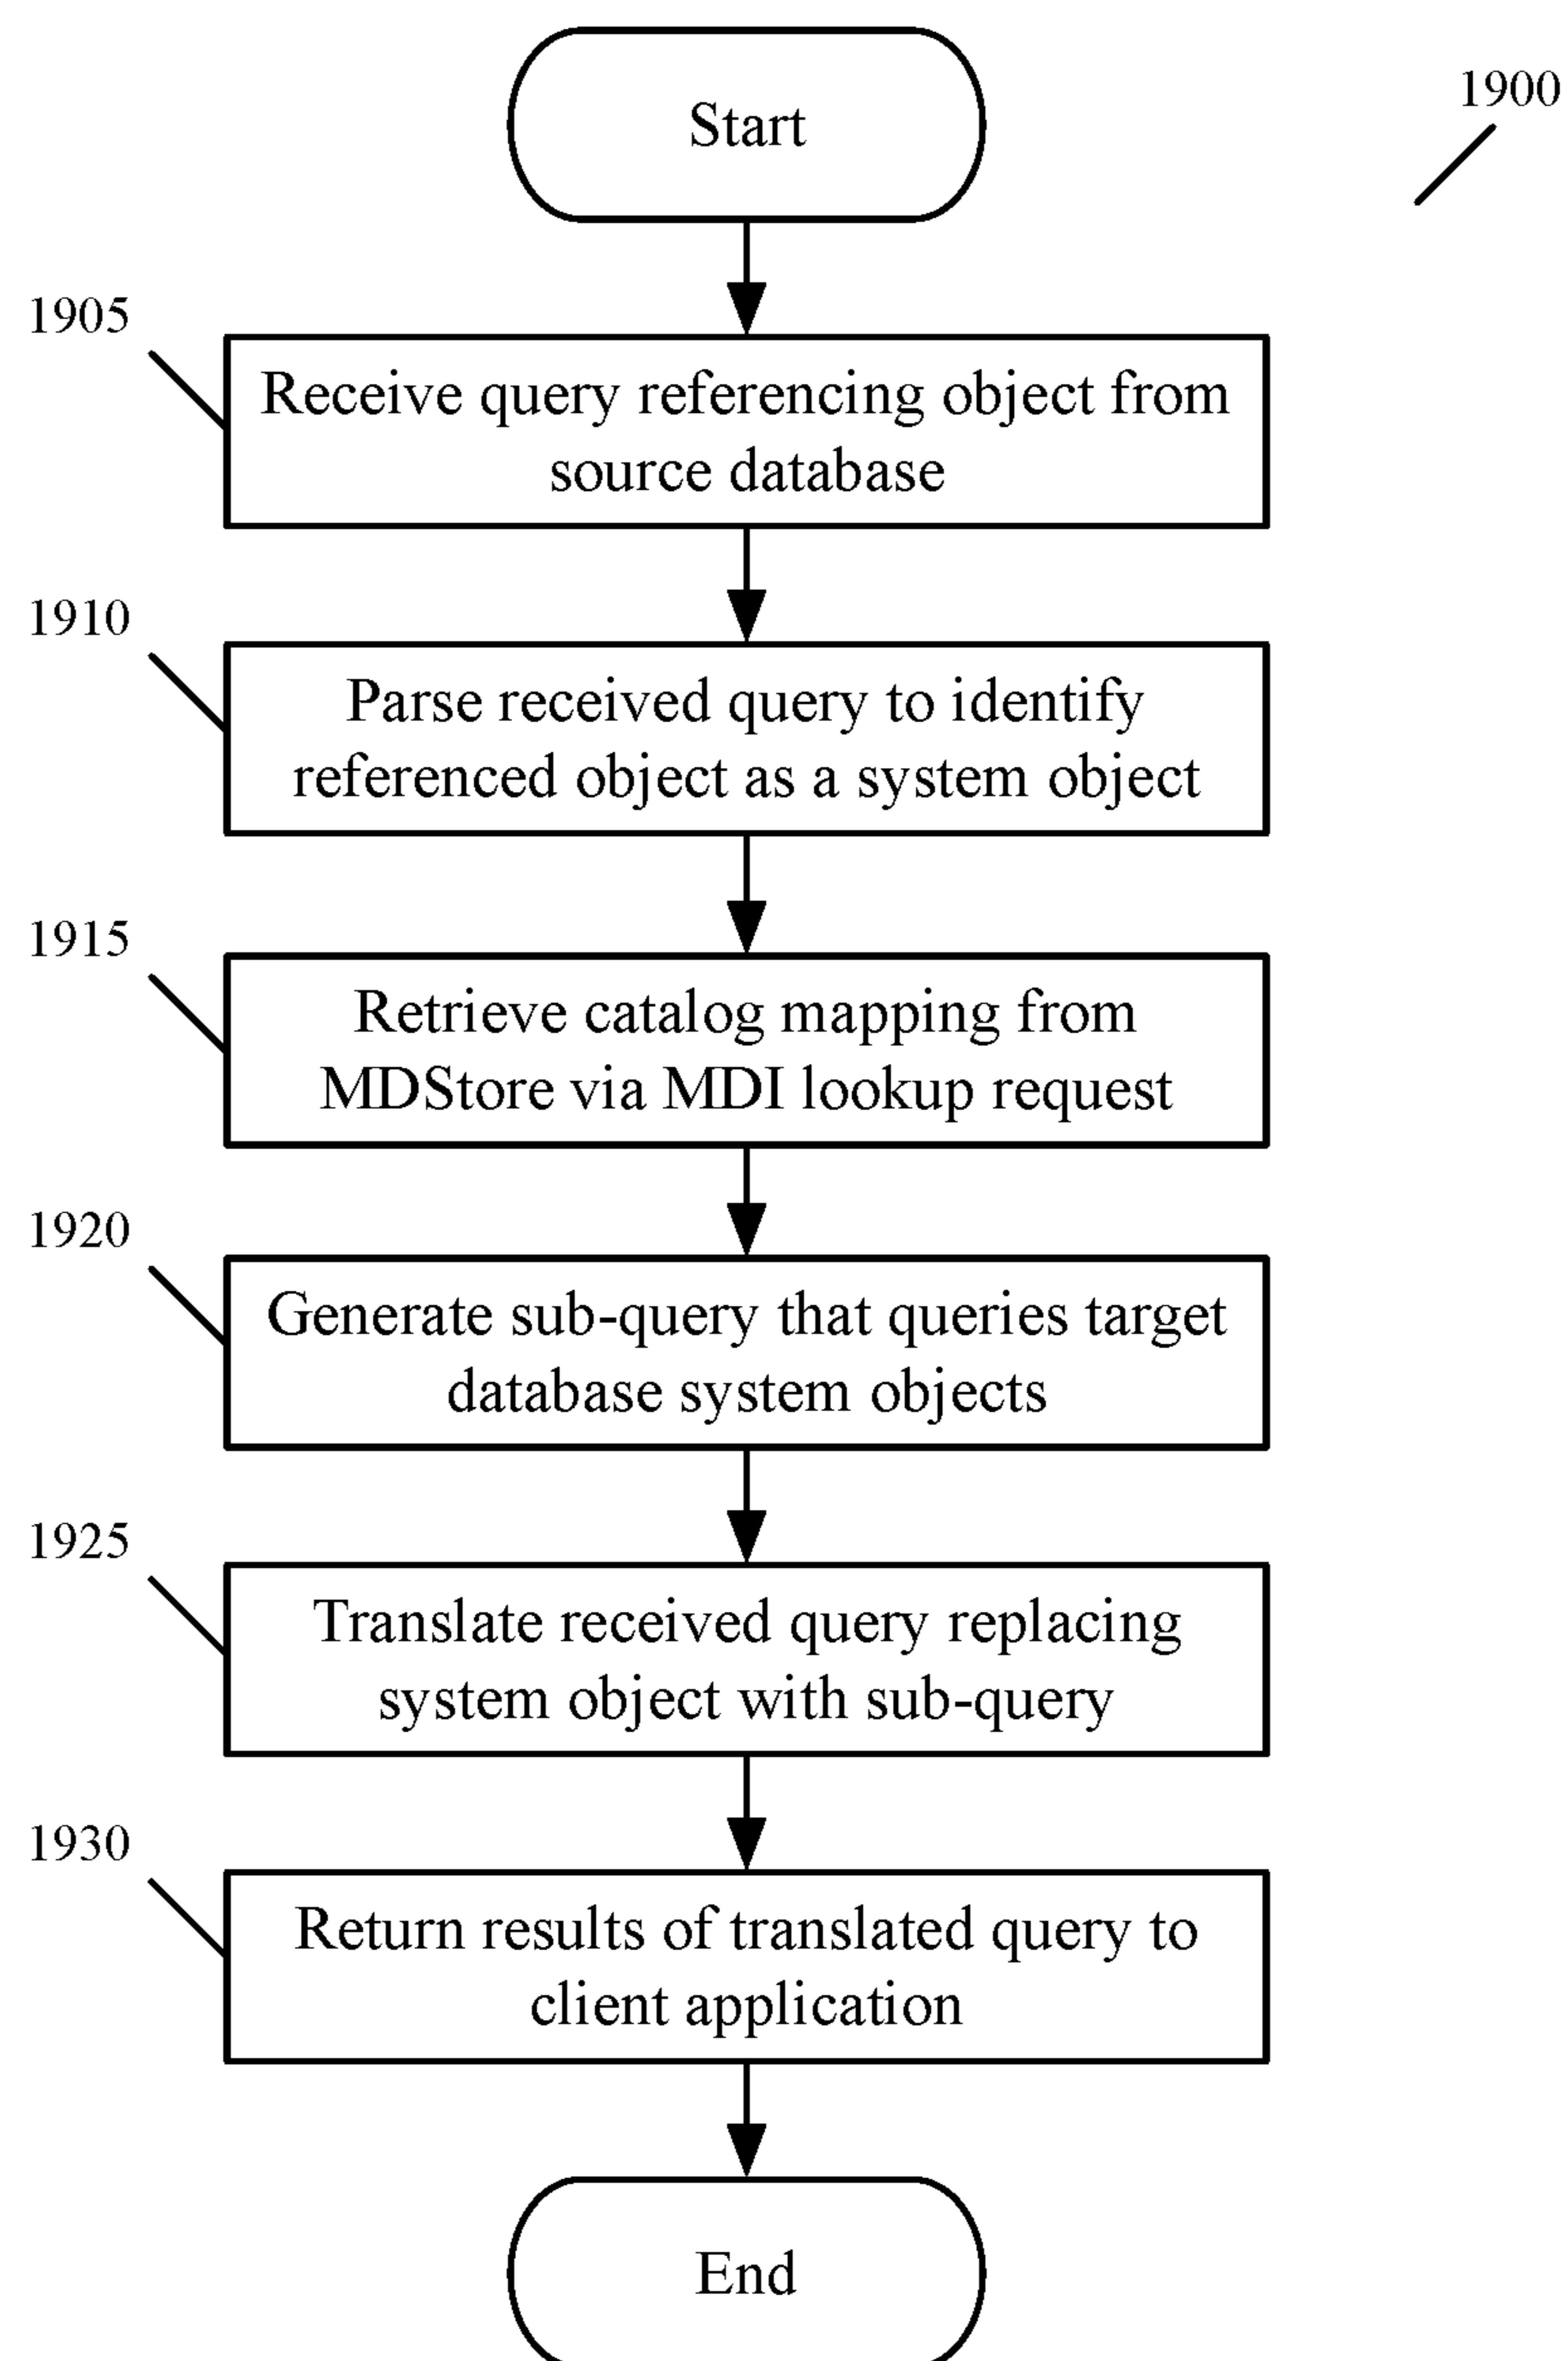 Start
1900
1905
Receive query referencing object from
source database
1910
Parse received query to identify
referenced object as a system object
1915
Retrieve catalog mapping from
MDStore via MDI lookup request
1920
Generate sub-query that queries target
database system objects
1925
Translate received query replacing
system object with sub-query
1930
Return results of translated query to
client application
End